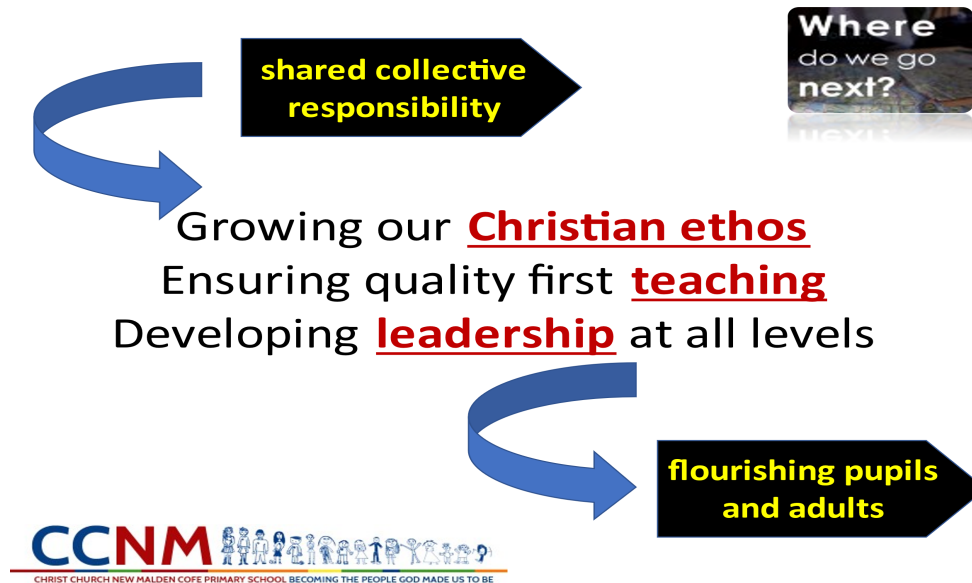 shared collective
responsibility
Where
do we go
next?
Growing our Christian ethos
Ensuring quality first teaching
Developing leadership at all levels
flourishing pupils
and adults
CCNM
CHRIST CHURCH NEW MALDEN COFE PRIMARY SCHOOL BECOMING THE PEOPLE GOD MADE US TO BE